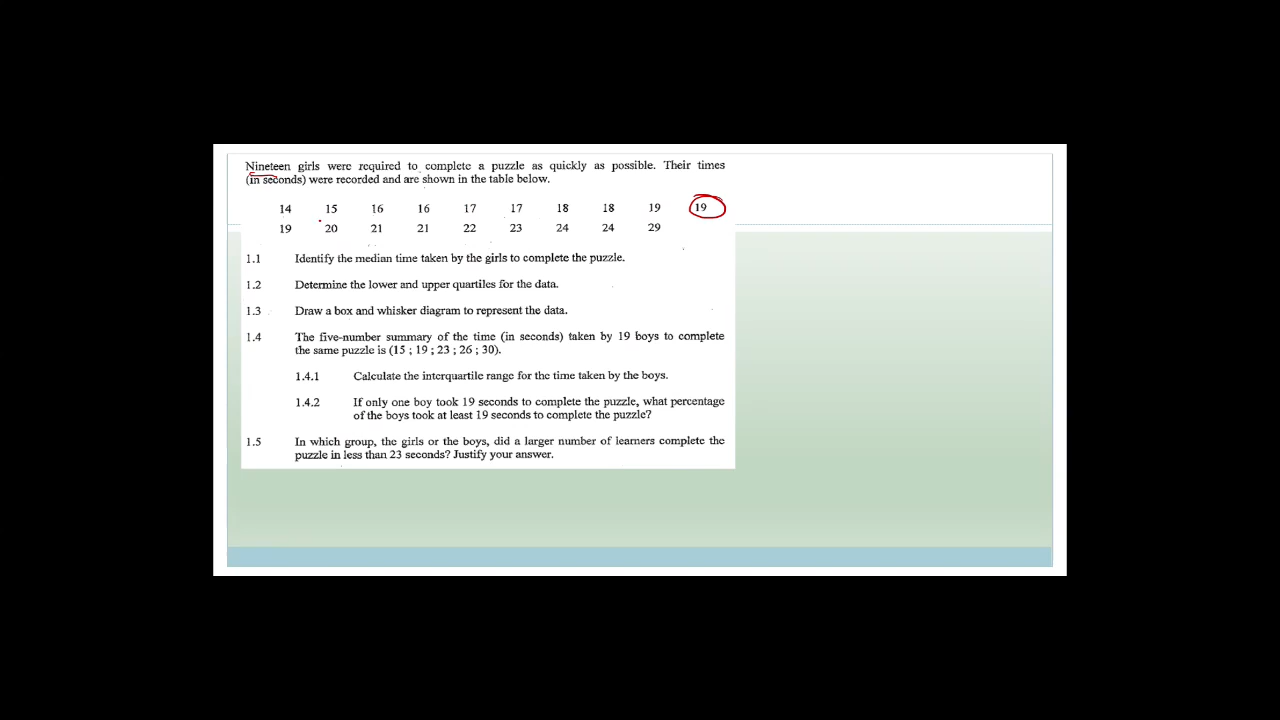 Nineteen girls were required to complete a puzzle as quickly as possible. Their times
(in seconds) were recorded and are shown in the table below.
14 15 16 16 17 17 18 18 19 19
19 20 21 21 22 23 24 24 29
1.1 Identify the median time taken by the girls to complete the puzzle.
1.2 Determine the lower and upper quartiles for the data.
1.3 Draw a box and whisker diagram to represent the data.
1.4 The five-number summary of the time (in seconds) taken by 19 boys to complete
the same puzzle is (15 ; 19 ; 23 ; 26 ; 30).
1.4.1 Calculate the interquartile range for the time taken by the boys.
1.4.2 If only one boy took 19 seconds to complete the puzzle, what percentage
of the boys took at least 19 seconds to complete the puzzle?
1.5 In which group, the girls or the boys, did a larger number of learners complete the
puzzle in less than 23 seconds? Justify your answer.